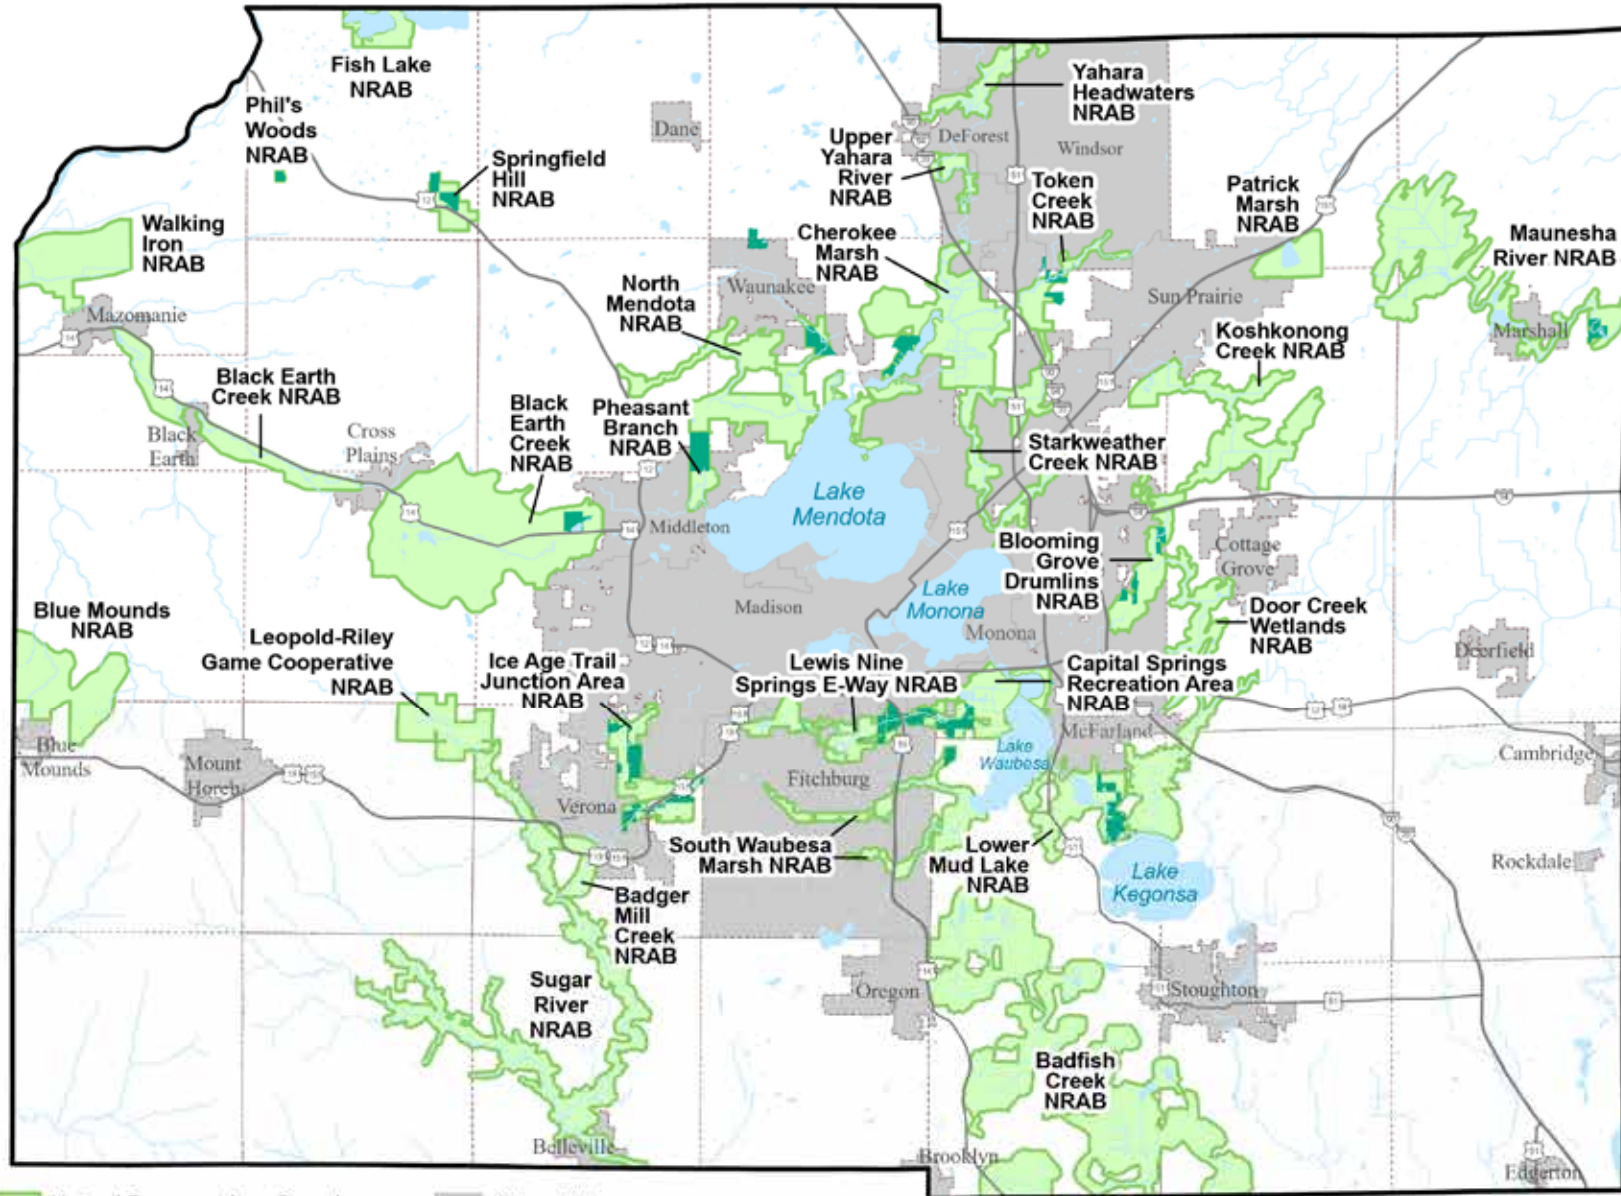 Fish Lake
NRAB
Phil's
Woods
NRAB
Dane
Springfield
Hill
NRAB
Yahara
Headwaters
NRAB
DeForest
Windsor
Upper
Yahara
River
NRAB
Token
Creek
NRAB
Patrick
Marsh
NRAB
Maunesha
River NRAB
Walking
Iron
NRAB
Cherokee
Marsh
NRAB
North
Mendota
NRAB
Waunakee
Sun Prairie
Mazomanie
Marshall
Koshkonong
Creek NRAB
Black Earth
Creek NRAB
Black
Earth
Creek
NRAB
Pheasant
Branch
NRAB
Black
Earth
Cross
Plains
Starkweather
Creek NRAB
Lake
Mendota
Middleton
Blooming
Grove
Drumlins
NRAB
Cottage
Grove
Madison
Lake
Monona
Monona
Door Creek
Wetlands
NRAB
Deerfield
Blue Mounds
NRAB
Leopold-Riley
Game Cooperative
NRAB
Ice Age Trail
Junction Area
NRAB
Lewis Nine
Springs E-Way NRAB
Capital Springs
Recreation Area
NRAB
McFarland
Blue
Mounds
Mount
Horeb
Lake
Waubesa
Cambridge
Fitchburg
Verona
South Waubesa
Marsh NRAB
Lower
Mud Lake
NRAB
Lake
Kegonsa
Rockdale
Badger
Mill
Creek
NRAB
Sugar
River
NRAB
Oregon
Stoughton
Badfish
Creek
NRAB
Belleville
Brooklyn
Edgerton